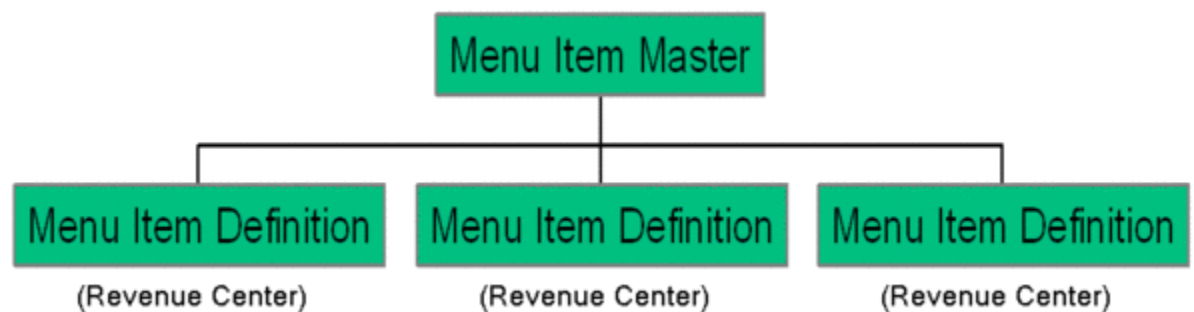 Menu Item Master
Menu Item Definition Menu Item Definition Menu Item Definition
(Revenue Center) (Revenue Center) (Revenue Center)